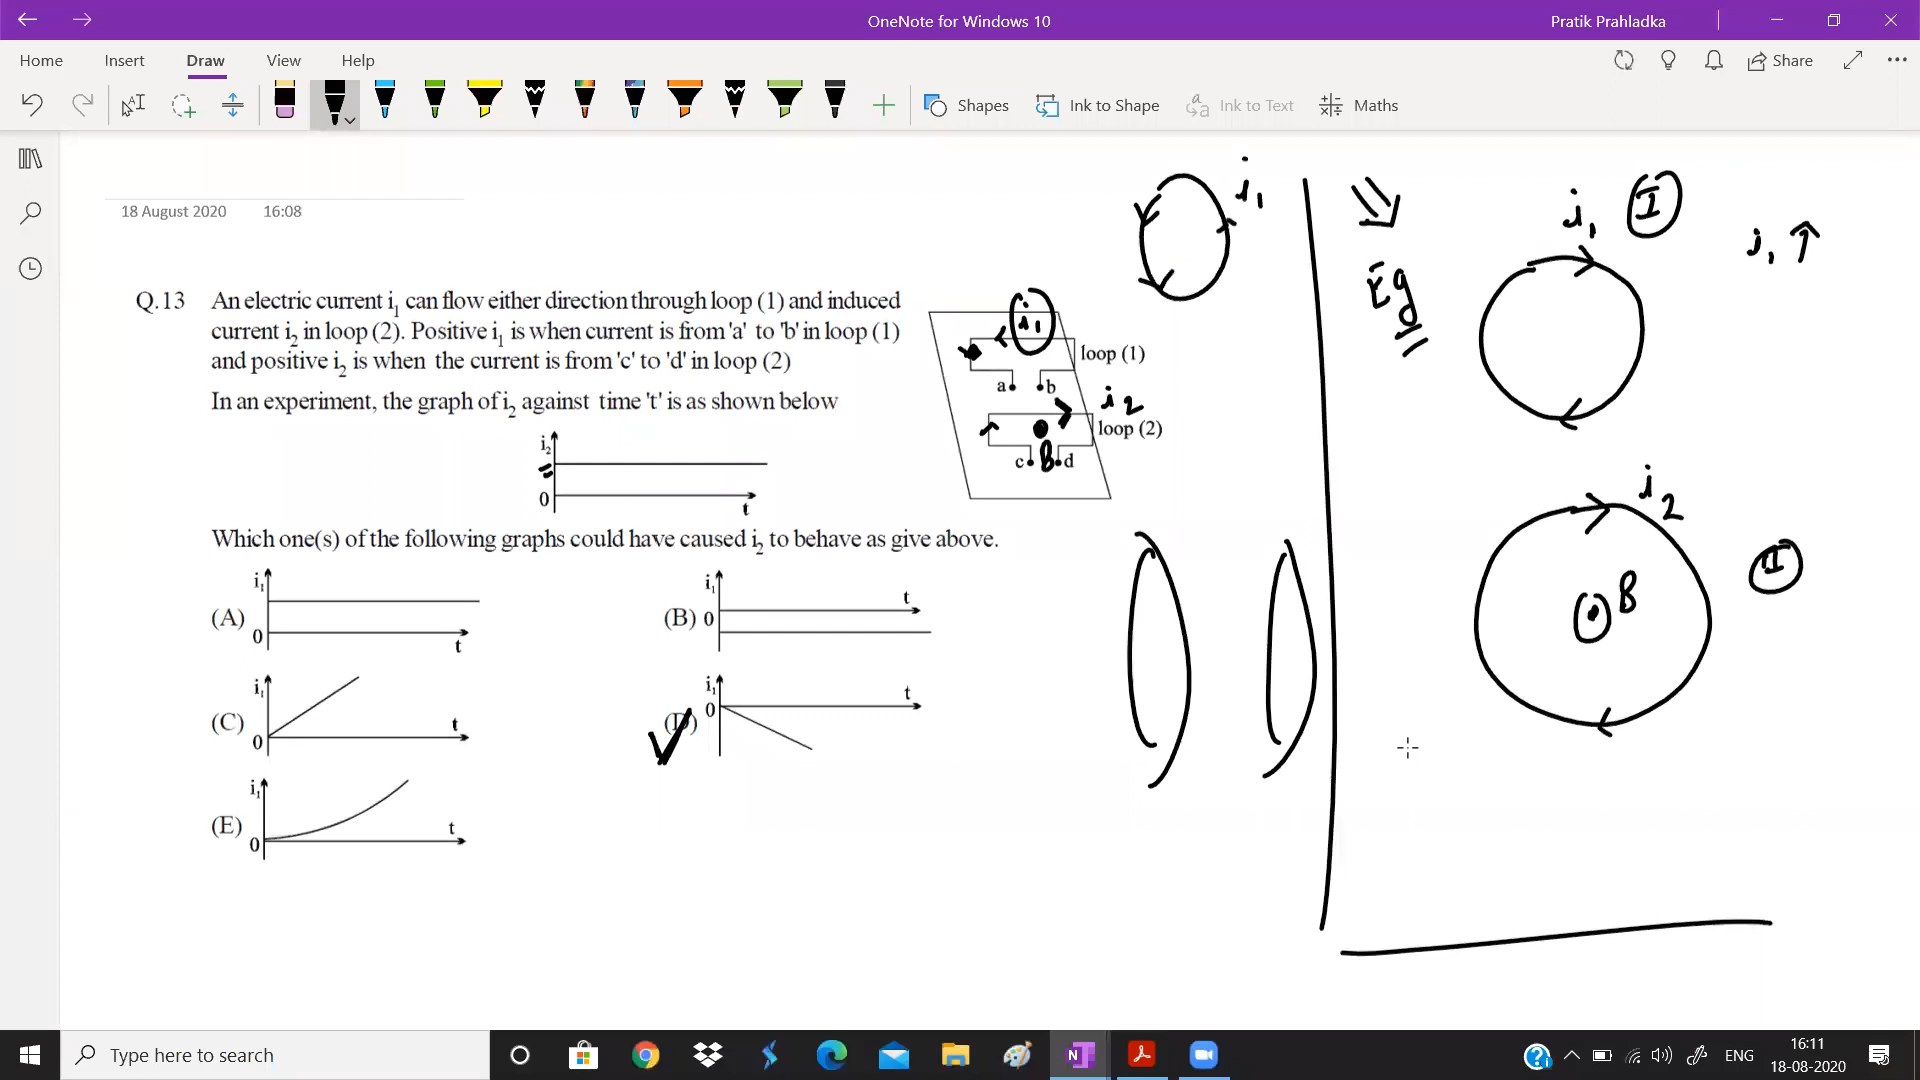 OneNote for Windows 10
Pratik Prahladka
Home Insert Draw View Help
Share
Shapes
Ink to Shape
Ink to Text
Maths
18 August 2020 16:08
Q.13 An electric current i₁ can flow either direction through loop (1) and induced
current i₂ in loop (2). Positive i₁ is when current is from 'a' to 'b' in loop (1)
and positive i₂ is when the current is from 'c' to 'd' in loop (2)
In an experiment, the graph of i₂ against time 't' is as shown below
i₂
0
t
i₁
loop (1)
a b
i₂
loop (2)
c B d
Which one(s) of the following graphs could have caused i₂ to behave as give above.
(A) i₁ 0 t
(B) i₁ 0 t
(C) i₁ 0 t
(D) i₁ 0 t
(E) i₁ 0 t
i₁
Eg
i₁ I
i₁ ↑
i₂
II
B
Type here to search
ENG
16:11
18-08-2020